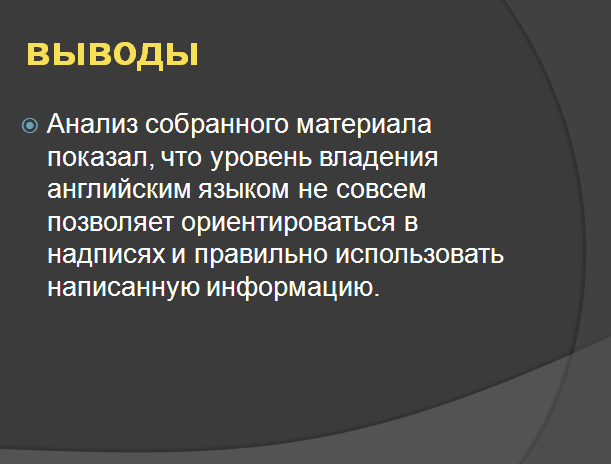 выводы
Анализ собранного материала
показал, что уровень владения
английским языком не совсем
позволяет ориентироваться в
надписях и правильно использовать
написанную информацию.